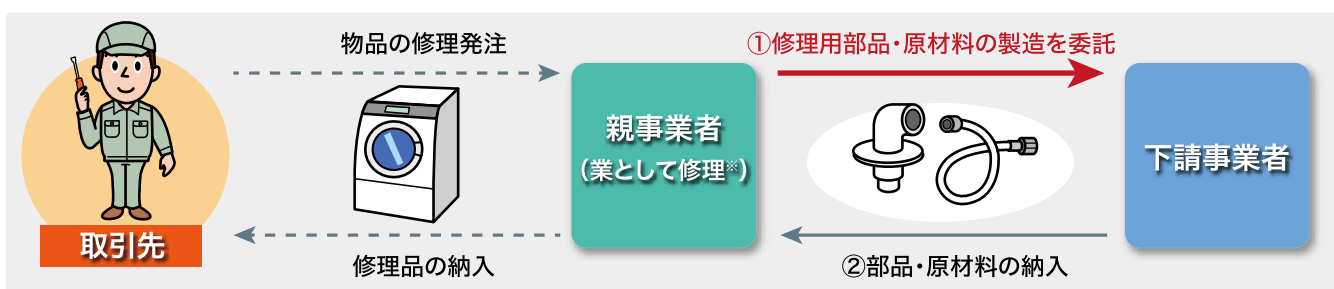 物品の修理発注
①修理用部品・原材料の製造を委託
親事業者
(業として修理※)
下請事業者
取引先
修理品の納入
②部品・原材料の納入